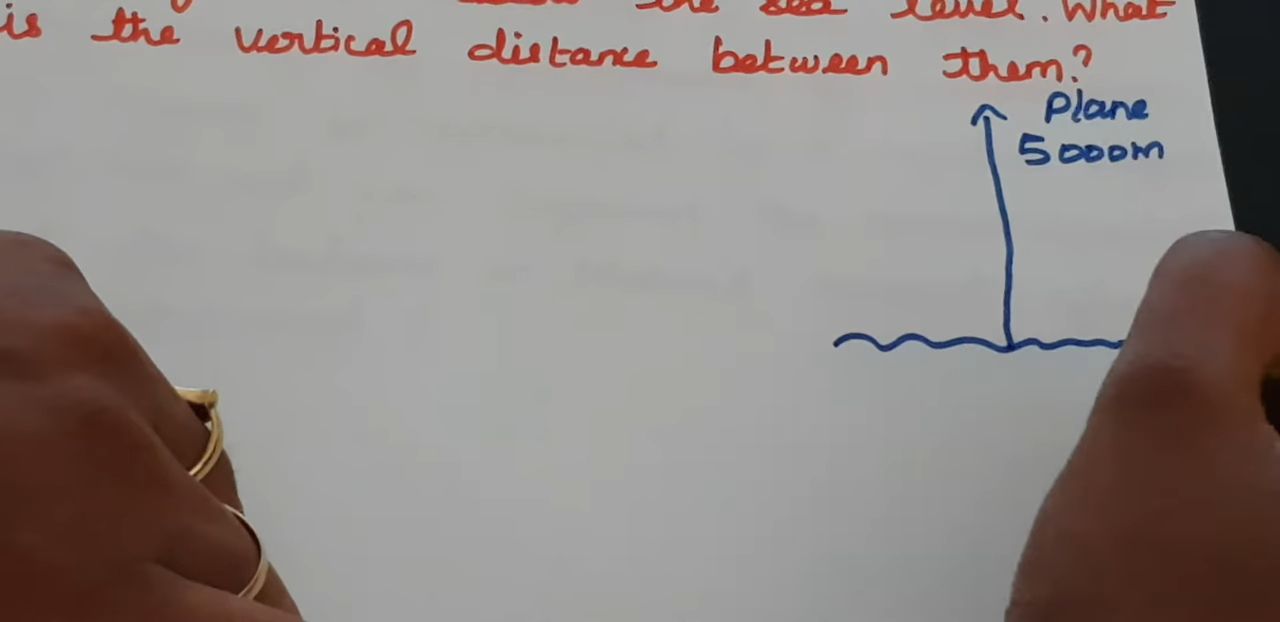 the sea level. What
is the vertical distance between them?
Plane
5000m